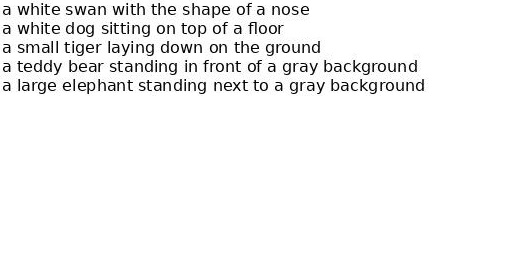 a white swan with the shape of a nose
a white dog sitting on top of a floor
a small tiger laying down on the ground
a teddy bear standing in front of a gray background
a large elephant standing next to a gray background